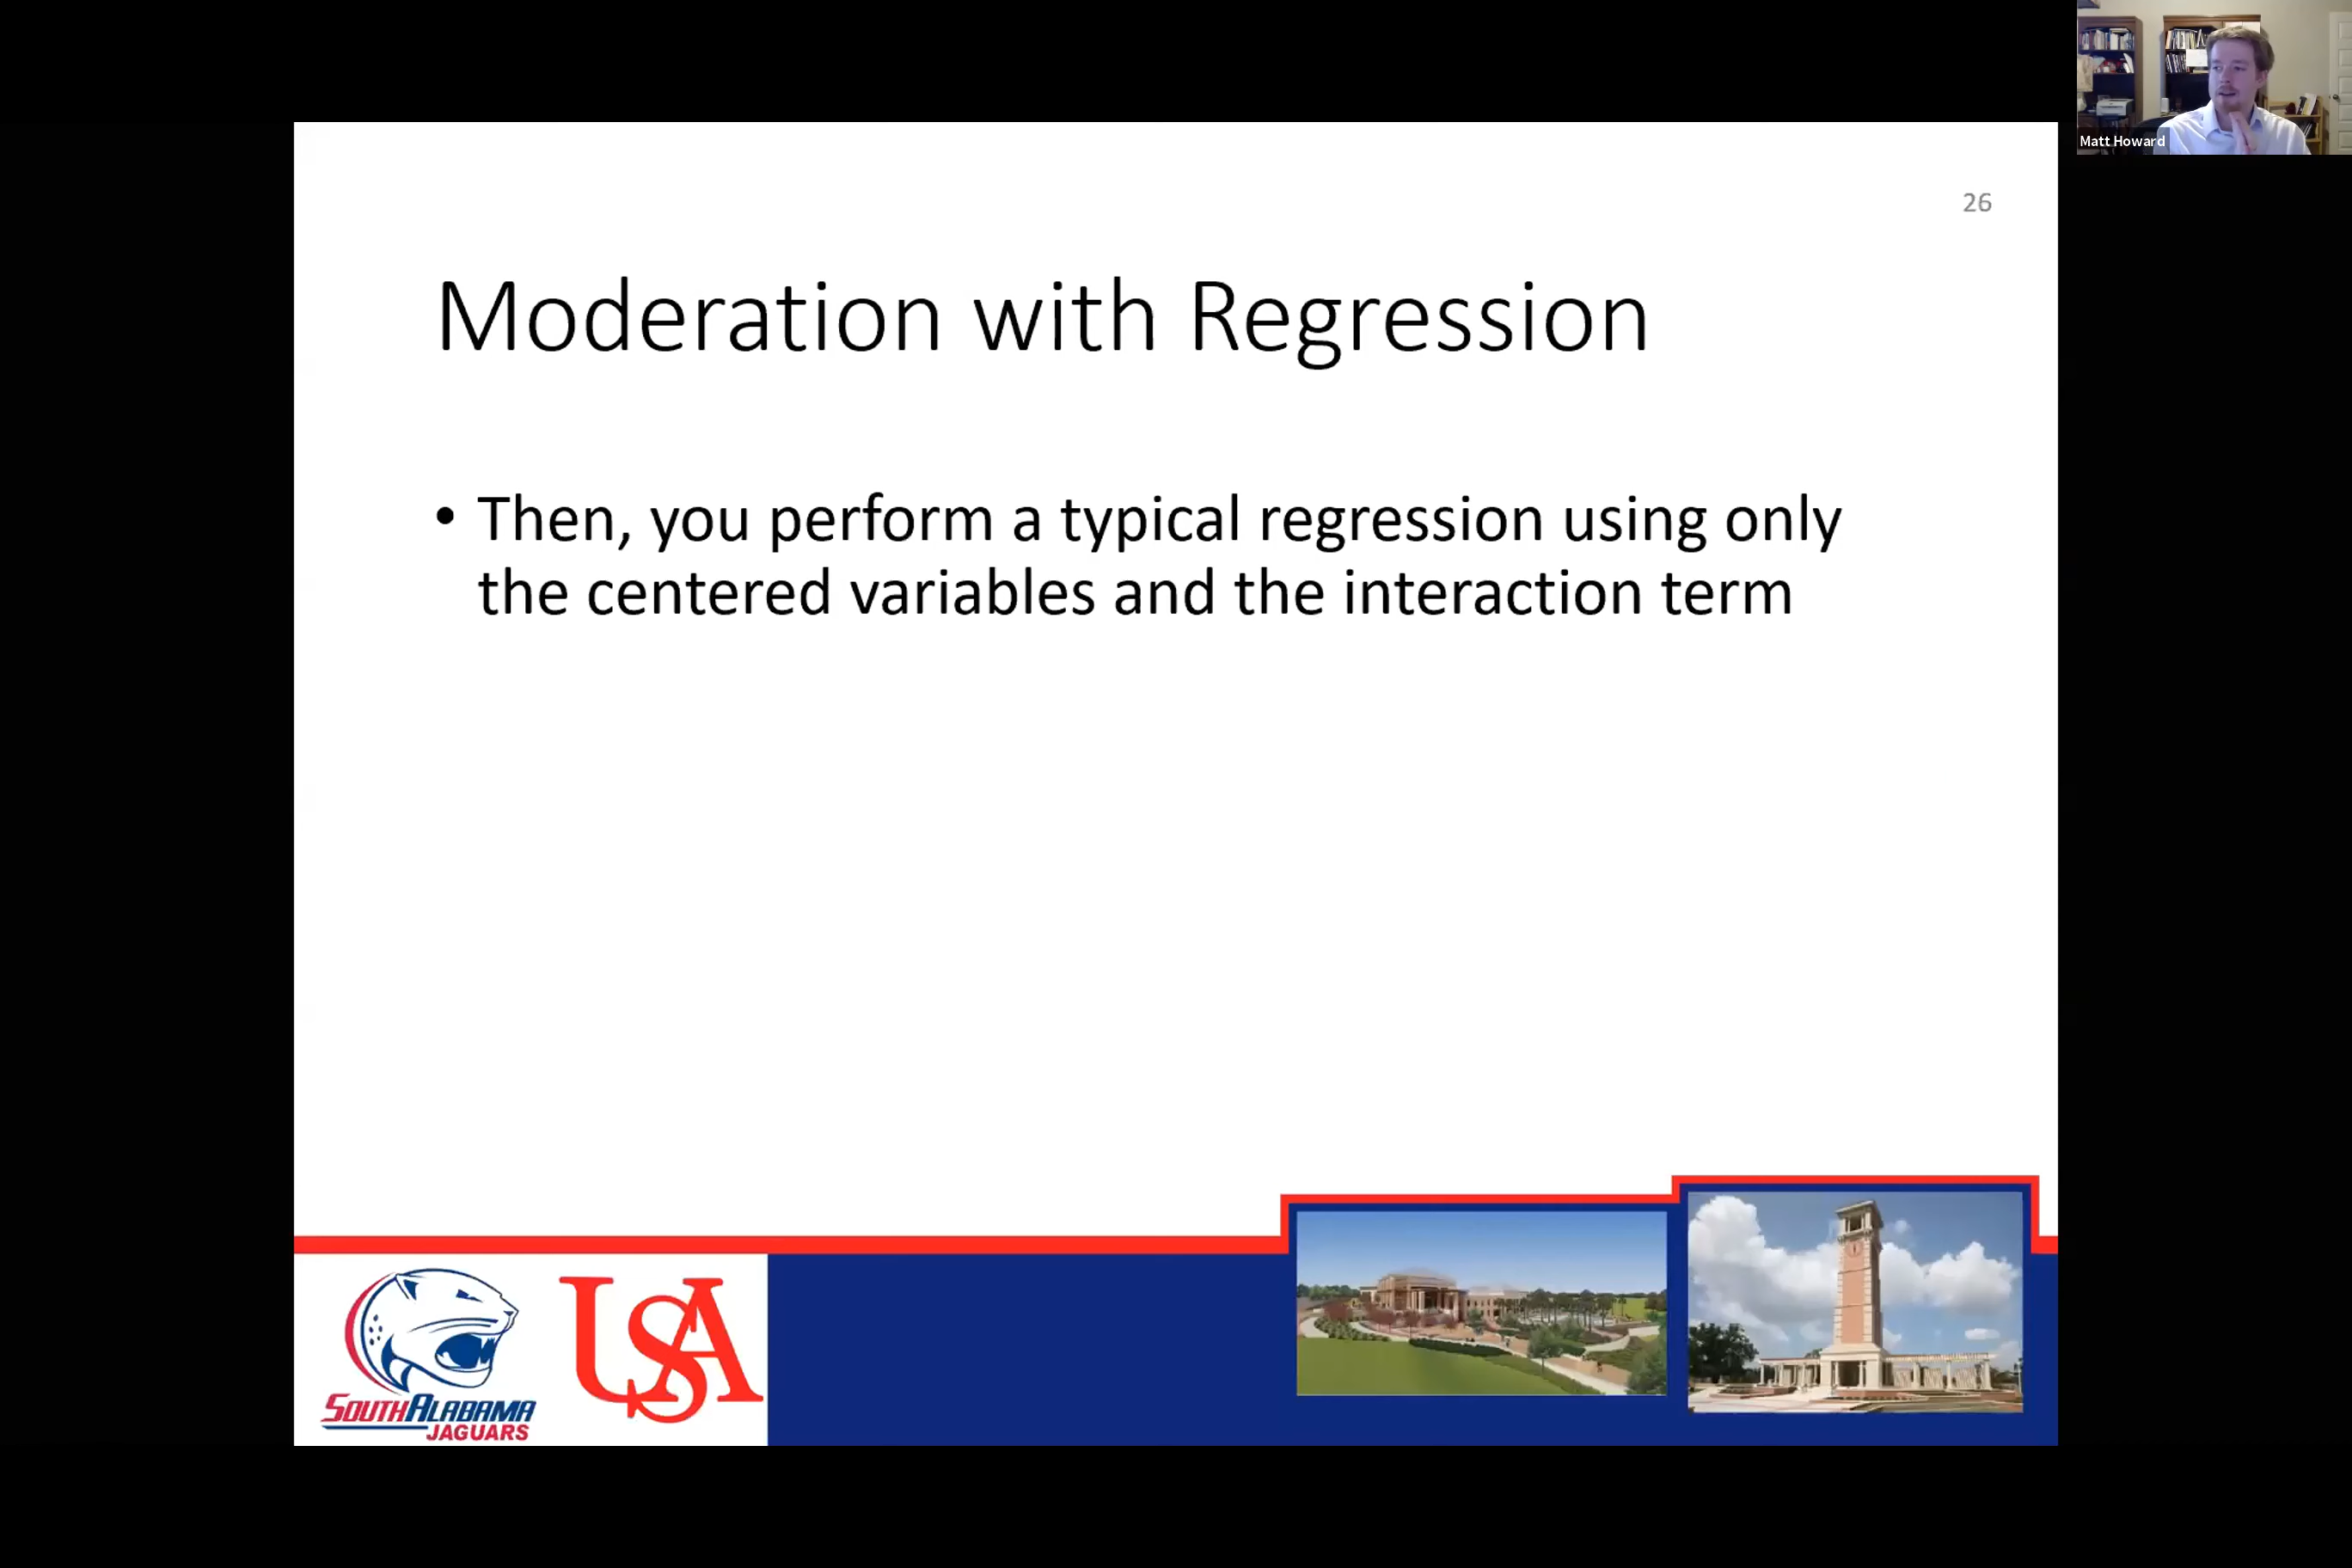 Matt Howard
26
Moderation with Regression
• Then, you perform a typical regression using only
the centered variables and the interaction term
SOUTH ALABAMA
JAGUARS
USA